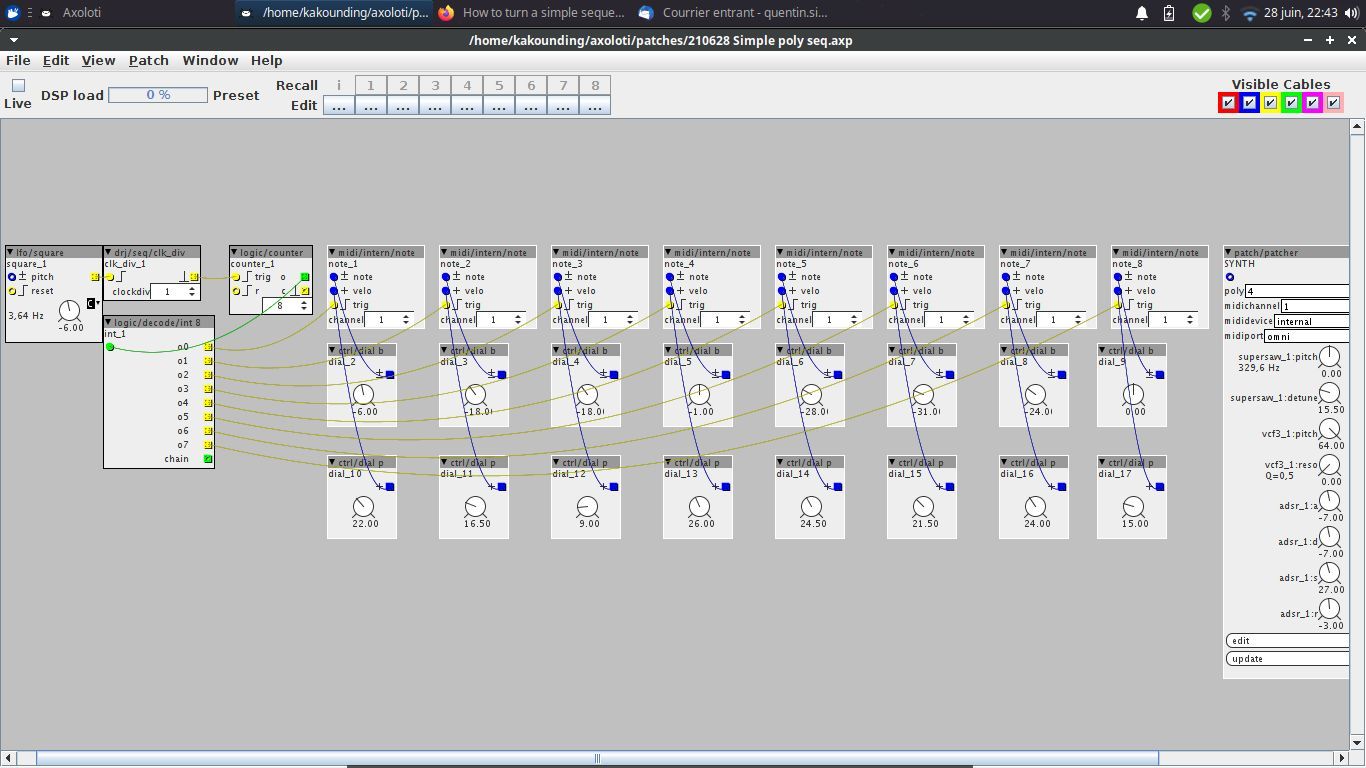 Axoloti /home/kakounding/axoloti/p... How to turn a simple seque... Courrier entrant - quentin.si... 28 juin, 22:43
/home/kakounding/axoloti/patches/210628 Simple poly seq.axp
File Edit View Patch Window Help
Live DSP load 0 % Preset Recall i 1 2 3 4 5 6 7 8
Edit ... ... ... ... ... ... ... ... ...
Visible Cables
lfo/square
square_1
pitch
reset
3,64 Hz
-6.00
C
drj/seq/clk_div
clk_div_1
clockdiv 1
logic/counter
counter_1
trig o
r c
8
logic/decode/int 8
int_1
o0
o1
o2
o3
o4
o5
o6
o7
chain
midi/intern/note
note_1
note
velo
trig
channel 1
midi/intern/note
note_2
note
velo
trig
channel 1
midi/intern/note
note_3
note
velo
trig
channel 1
midi/intern/note
note_4
note
velo
trig
channel 1
midi/intern/note
note_5
note
velo
trig
channel 1
midi/intern/note
note_6
note
velo
trig
channel 1
midi/intern/note
note_7
note
velo
trig
channel 1
midi/intern/note
note_8
note
velo
trig
channel 1
ctrl/dial b
dial_2
-6.00
ctrl/dial b
dial_3
-18.0
ctrl/dial b
dial_4
-18.0
ctrl/dial b
dial_5
-1.00
ctrl/dial b
dial_6
-28.0
ctrl/dial b
dial_7
-31.0
ctrl/dial b
dial_8
-24.0
ctrl/dial b
dial_9
0.00
ctrl/dial p
dial_10
22.00
ctrl/dial p
dial_11
16.50
ctrl/dial p
dial_12
9.00
ctrl/dial p
dial_13
26.00
ctrl/dial p
dial_14
24.50
ctrl/dial p
dial_15
21.50
ctrl/dial p
dial_16
24.00
ctrl/dial p
dial_17
15.00
patch/patcher
SYNTH
poly 4
midichannel 1
mididevice internal
midiport omni
supersaw_1:pitch
329,6 Hz
0.00
supersaw_1:detune
15.50
vcf3_1:pitch
64.00
vcf3_1:reso
Q=0,5
0.00
adsr_1:a
-7.00
adsr_1:d
-7.00
adsr_1:s
27.00
adsr_1:r
-3.00
edit
update